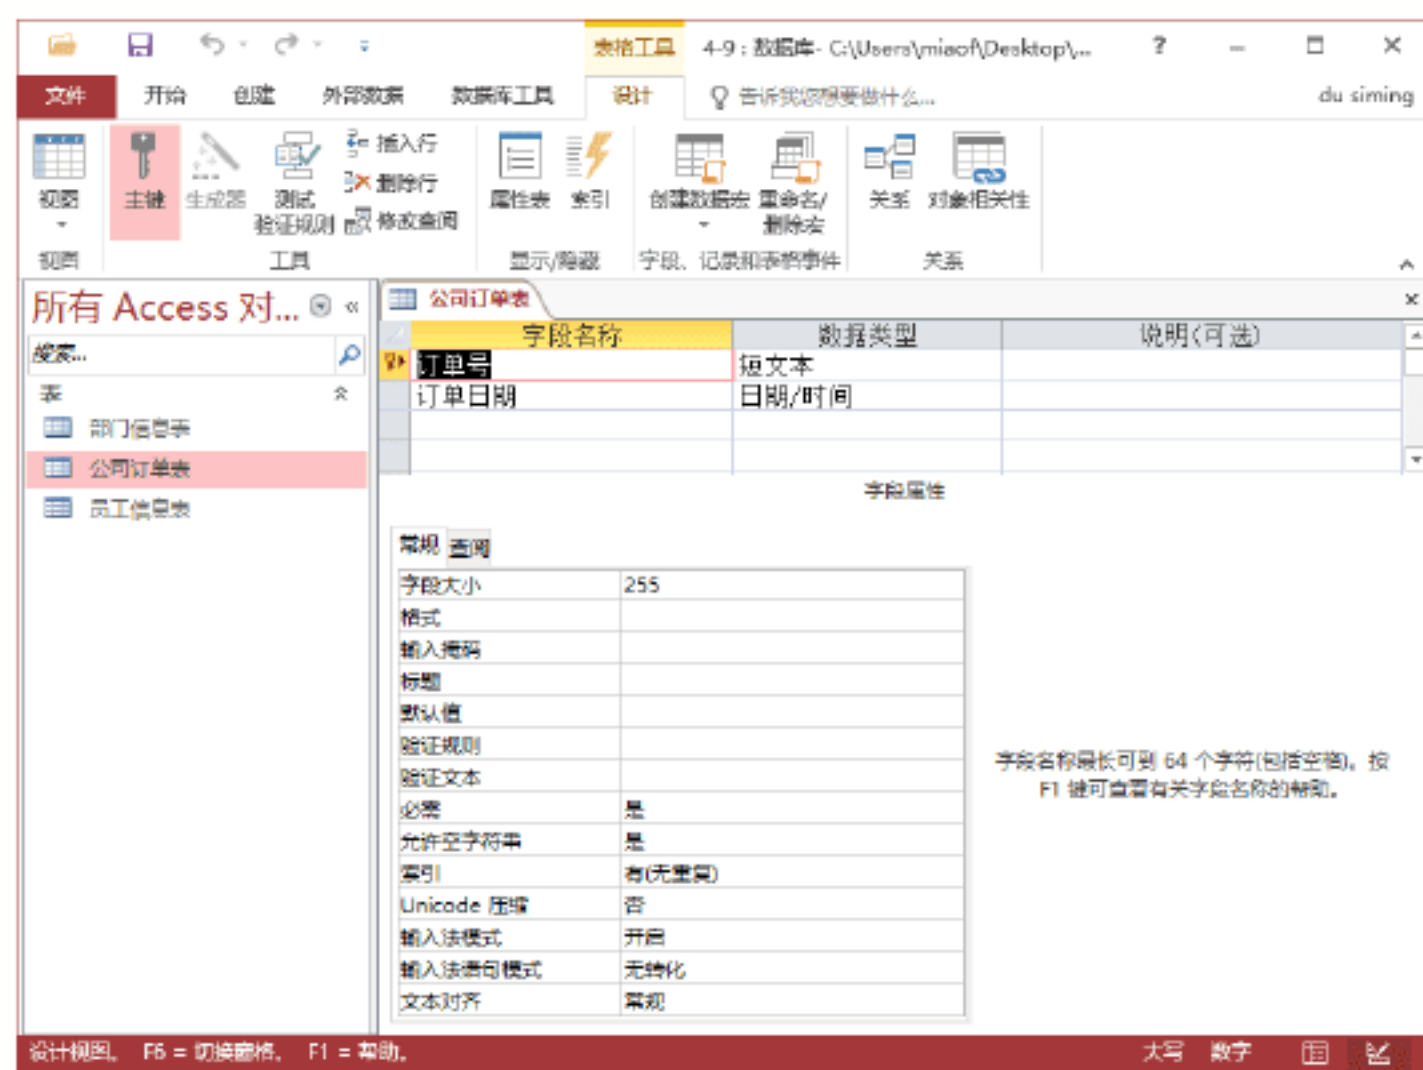 表格工具 4-9：数据库- C:\Users\miaof\Desktop\... ?
文件 开始 创建 外部数据 数据库工具 设计 告诉我您想要做什么... du siming
视图 主键 生成器 测试验证规则 插入行 删除行 修改查阅 属性表 索引 创建数据宏 重命名/删除宏 关系 对象相关性
视图 工具 显示/隐藏 字段、记录和表格事件 关系
所有 Access 对... «
搜索...
表
部门信息表
公司订单表
员工信息表
公司订单表
字段名称 数据类型 说明(可选)
订单号 短文本
订单日期 日期/时间
字段属性
常规 查阅
字段大小 255
格式
输入掩码
标题
默认值
验证规则
验证文本
必需 是
允许空字符串 是
索引 有(无重复)
Unicode 压缩 否
输入法模式 开启
输入法语句模式 无转化
文本对齐 常规
字段名称最长可到 64 个字符(包括空格)。按
F1 键可查看有关字段名称的帮助。
设计视图。 F6 = 切换窗格。 F1 = 帮助。 大写 数字